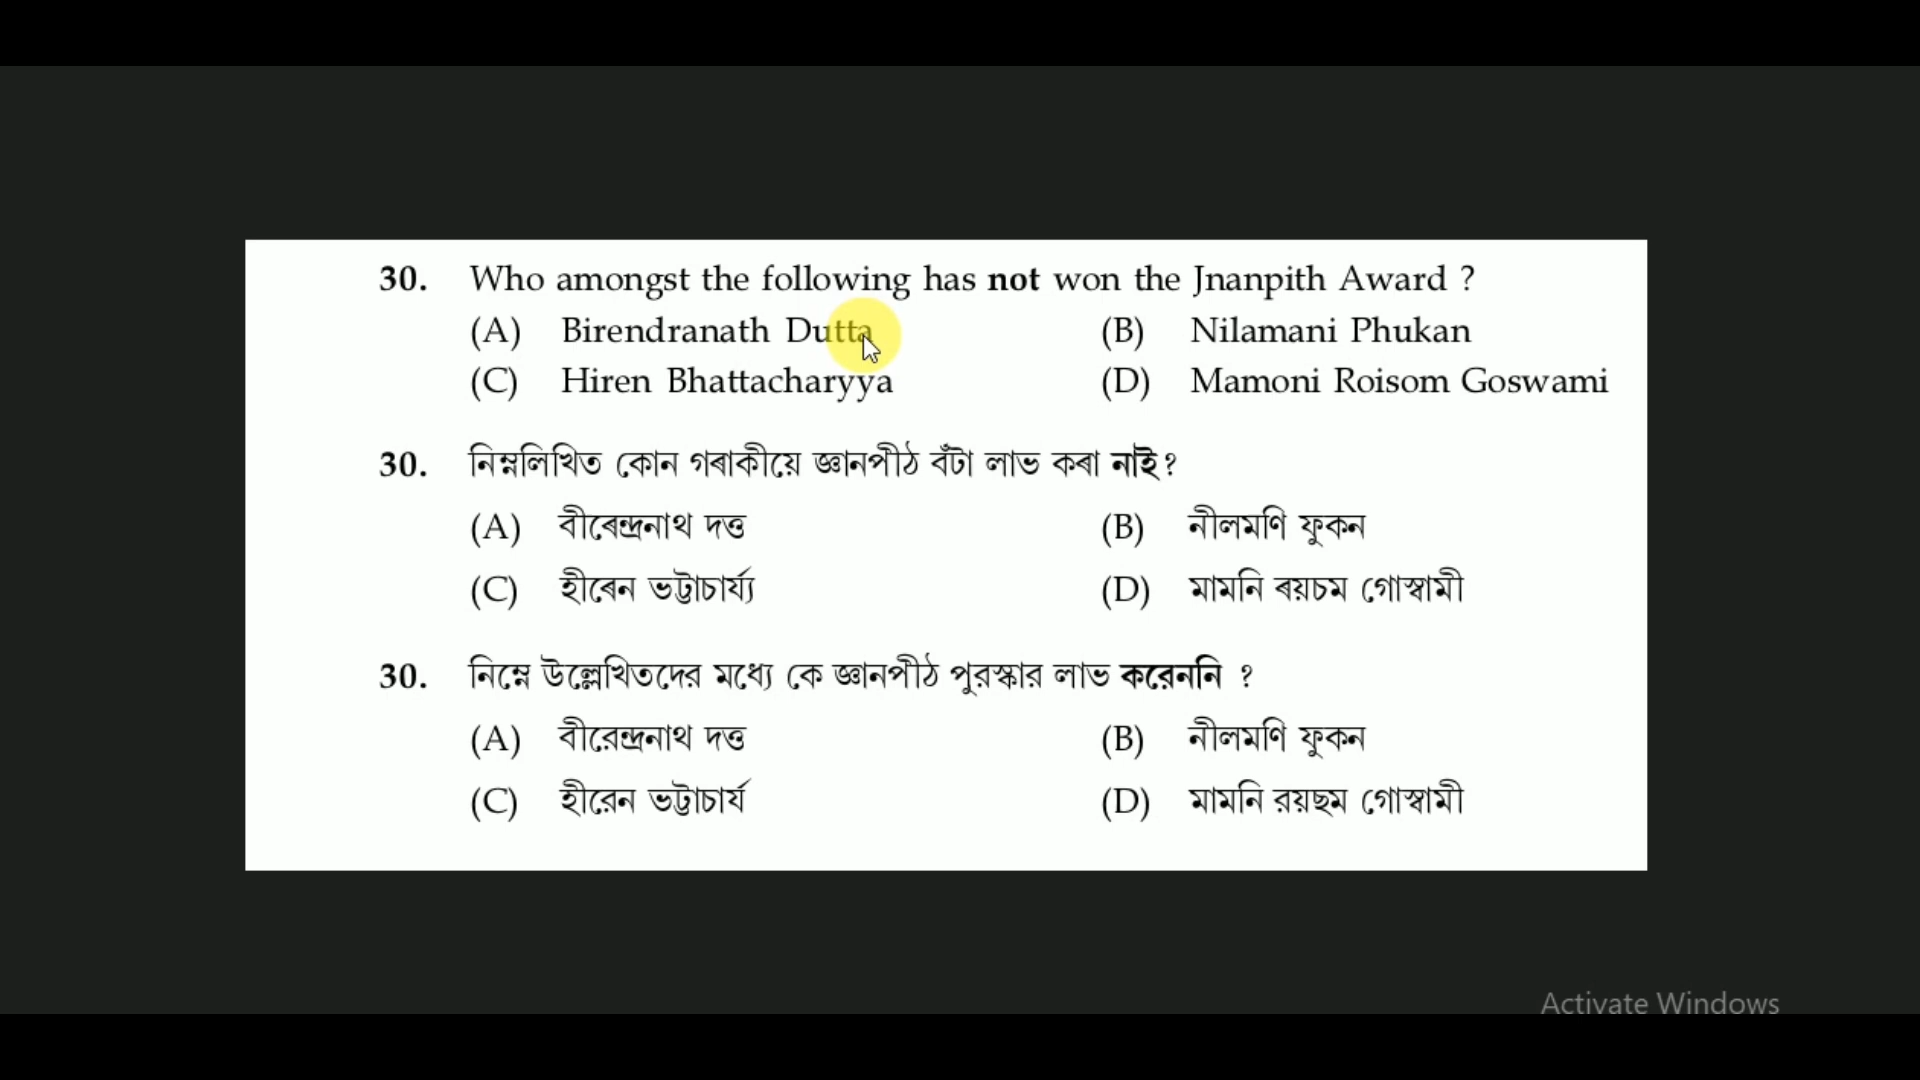 30. Who amongst the following has not won the Jnanpith Award ?
(A) Birendranath Dutta (B) Nilamani Phukan
(C) Hiren Bhattacharyya (D) Mamoni Roisom Goswami
30. নিম্নলিখিত কোন গৰাকীয়ে জ্ঞানপীঠ বঁটা লাভ কৰা নাই?
(A) বীৰেন্দ্ৰনাথ দত্ত (B) নীলমণি ফুকন
(C) হীৰেন ভট্টাচাৰ্য্য (D) মামনি ৰয়চম গোস্বামী
30. নিম্নে উল্লেখিতদের মধ্যে কে জ্ঞানপীঠ পুরস্কার লাভ করেননি ?
(A) বীরেন্দ্রনাথ দত্ত (B) নীলমণি ফুকন
(C) হীরেন ভট্টাচার্য (D) মামনি রয়ছম গোস্বামী
Activate Windows